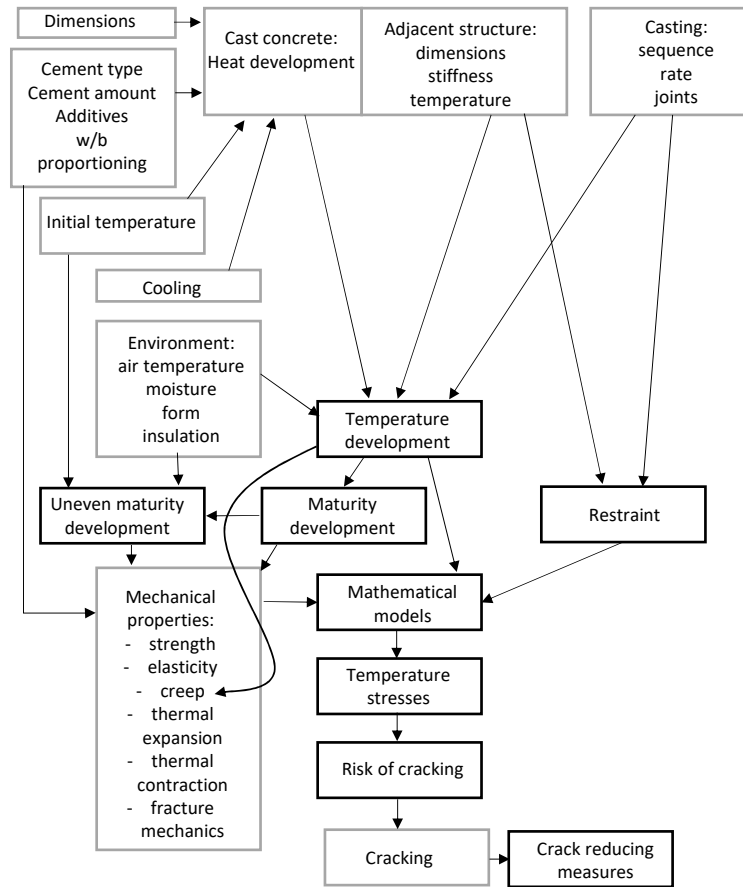 Dimensions
Cast concrete:
Heat development
Adjacent structure:
dimensions
stiffness
temperature
Casting:
sequence
rate
joints
Cement type
Cement amount
Additives
w/b
proportioning
Initial temperature
Cooling
Environment:
air temperature
moisture
form
insulation
Temperature
development
Uneven maturity
development
Maturity
development
Restraint
Mechanical
properties:
- strength
- elasticity
- creep
- thermal
expansion
- thermal
contraction
- fracture
mechanics
Mathematical
models
Temperature
stresses
Risk of cracking
Cracking
Crack reducing
measures